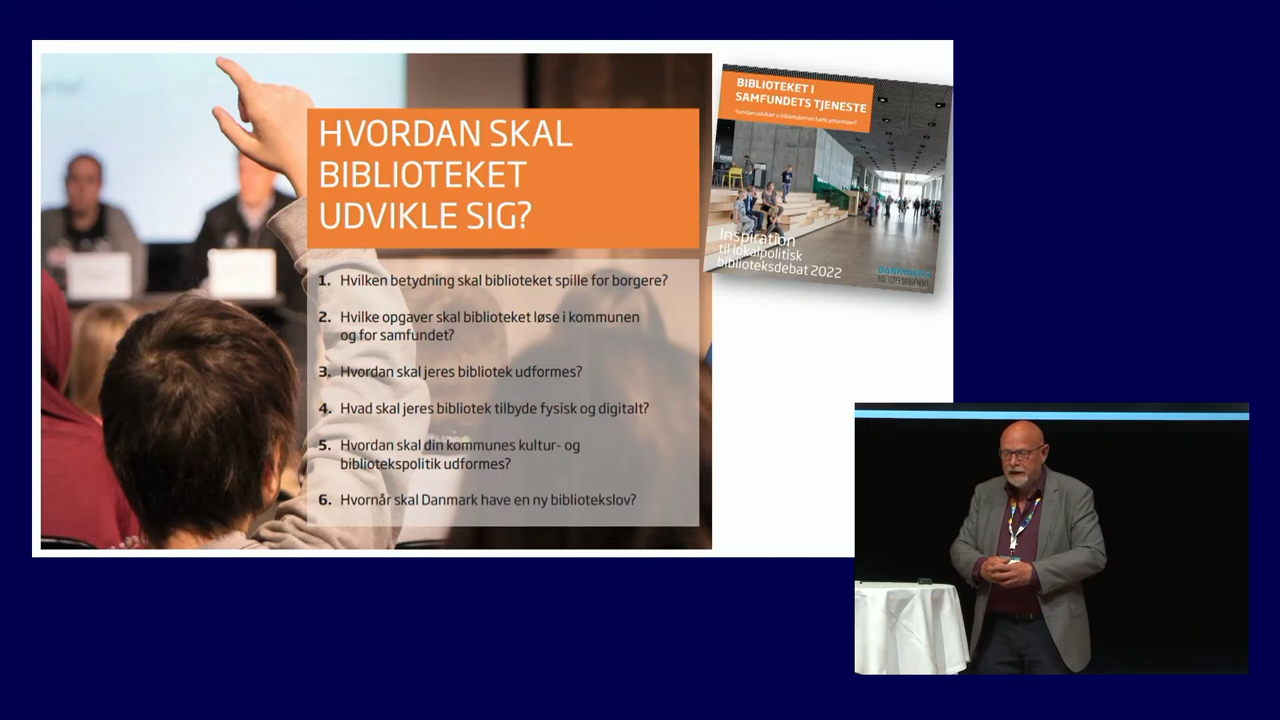 HVORDAN SKAL
BIBLIOTEKET
UDVIKLE SIG?
1. Hvilken betydning skal biblioteket spille for borgere?
2. Hvilke opgaver skal biblioteket løse i kommunen
og for samfundet?
3. Hvordan skal jeres bibliotek udformes?
4. Hvad skal jeres bibliotek tilbyde fysisk og digitalt?
5. Hvordan skal din kommunes kultur- og
bibliotekspolitik udformes?
6. Hvornår skal Danmark have en ny bibliotekslov?
BIBLIOTEKET I
SAMFUNDETS TJENESTE
Inspiration
til lokalpolitisk
biblioteksdebat 2022